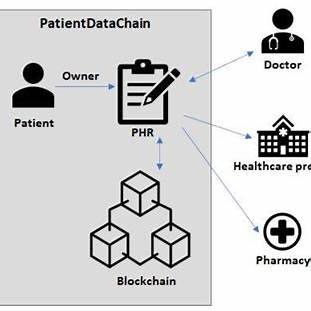 PatientDataChain
Owner
Doctor
Patient
PHR
Healthcare pro
Pharmacy
Blockchain